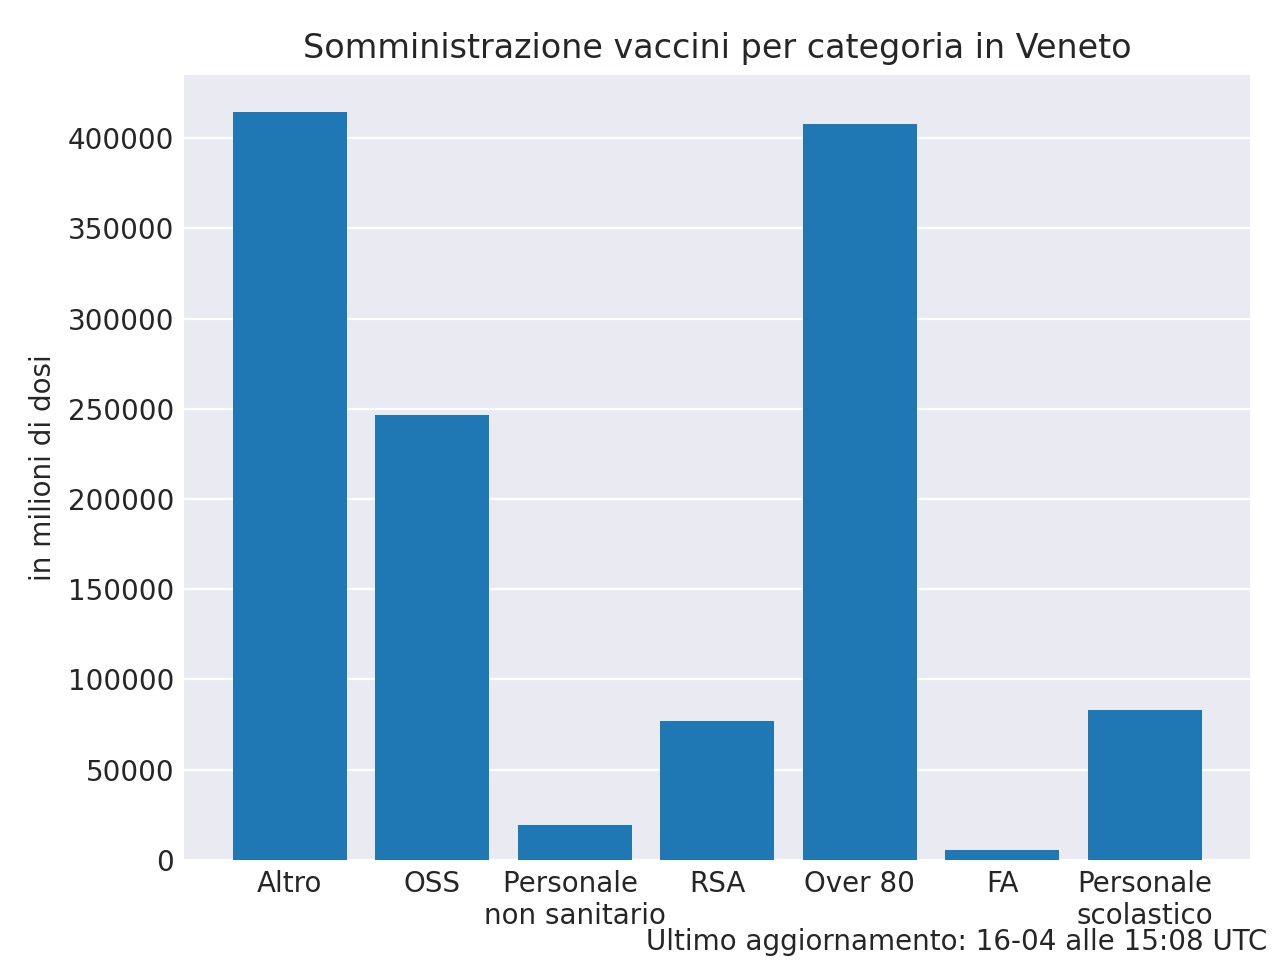 Somministrazione vaccini per categoria in Veneto
in milioni di dosi
400000
350000
300000
250000
200000
150000
100000
50000
0
Altro
OSS
Personale
non sanitario
RSA
Over 80
FA
Personale
scolastico
Ultimo aggiornamento: 16-04 alle 15:08 UTC